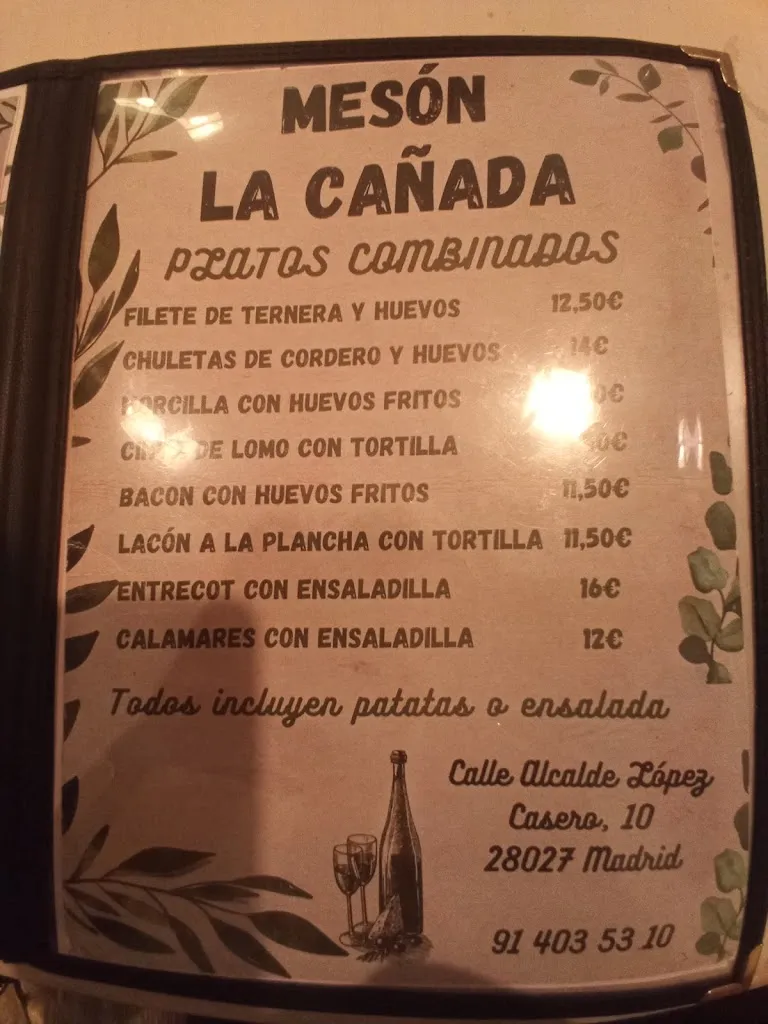 MESÓN
LA CAÑADA
PLATOS COMBINADOS
FILETE DE TERNERA Y HUEVOS 12,50€
CHULETAS DE CORDERO Y HUEVOS 14€
MORCILLA CON HUEVOS FRITOS
DE LOMO CON TORTILLA
BACON CON HUEVOS FRITOS 11,50€
LACÓN A LA PLANCHA CON TORTILLA 11,50€
ENTRECOT CON ENSALADILLA 16€
CALAMARES CON ENSALADILLA 12€
Todos incluyen patatas o ensalada
Calle Alcalde López
Casero, 10
28027 Madrid
91 403 53 10